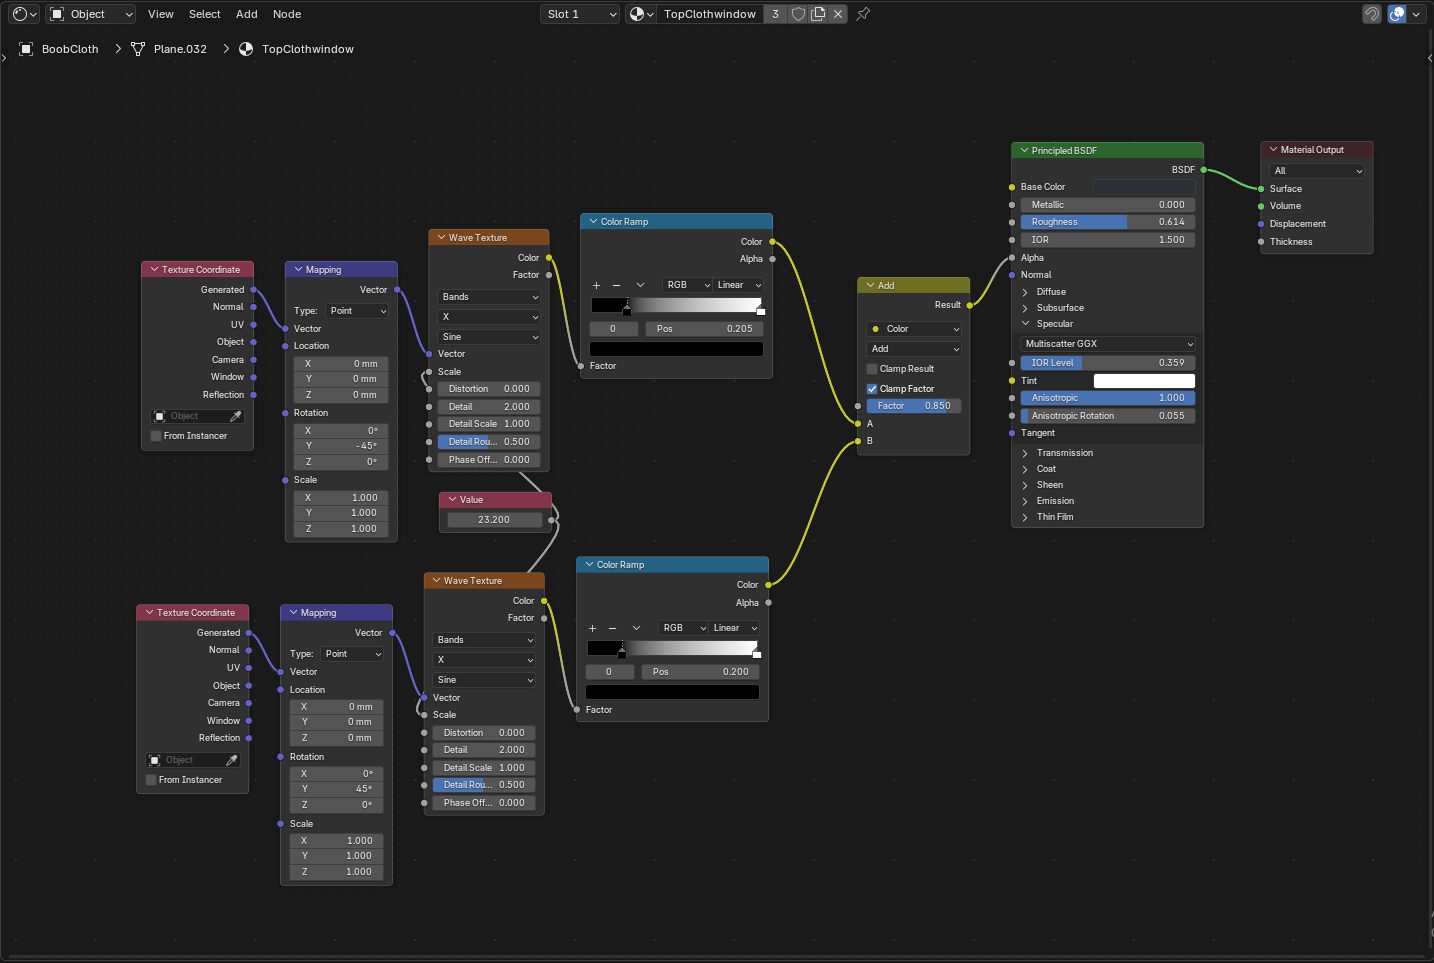 Object View Select Add Node Slot 1 TopClothwindow 3
BoobCloth Plane.032 TopClothwindow
Texture Coordinate
Generated
Normal
UV
Object
Camera
Window
Reflection
Object
From Instancer
Mapping
Vector
Type: Point
Vector
Location
X 0 mm
Y 0 mm
Z 0 mm
Rotation
X 0°
Y -45°
Z 0°
Scale
X 1.000
Y 1.000
Z 1.000
Wave Texture
Color
Factor
Bands
X
Sine
Vector
Scale
Distortion 0.000
Detail 2.000
Detail Scale 1.000
Detail Rou... 0.500
Phase Off... 0.000
Value
23.200
Color Ramp
Color
Alpha
RGB Linear
0 Pos 0.205
Factor
Add
Result
Color
Add
Clamp Result
Clamp Factor
Factor 0.850
A
B
Principled BSDF
BSDF
Base Color
Metallic 0.000
Roughness 0.614
IOR 1.500
Alpha
Normal
Diffuse
Subsurface
Specular
Multiscatter GGX
IOR Level 0.359
Tint
Anisotropic 1.000
Anisotropic Rotation 0.055
Tangent
Transmission
Coat
Sheen
Emission
Thin Film
Material Output
All
Surface
Volume
Displacement
Thickness
Texture Coordinate
Generated
Normal
UV
Object
Camera
Window
Reflection
Object
From Instancer
Mapping
Vector
Type: Point
Vector
Location
X 0 mm
Y 0 mm
Z 0 mm
Rotation
X 0°
Y 45°
Z 0°
Scale
X 1.000
Y 1.000
Z 1.000
Wave Texture
Color
Factor
Bands
X
Sine
Vector
Scale
Distortion 0.000
Detail 2.000
Detail Scale 1.000
Detail Rou... 0.500
Phase Off... 0.000
Color Ramp
Color
Alpha
RGB Linear
0 Pos 0.200
Factor